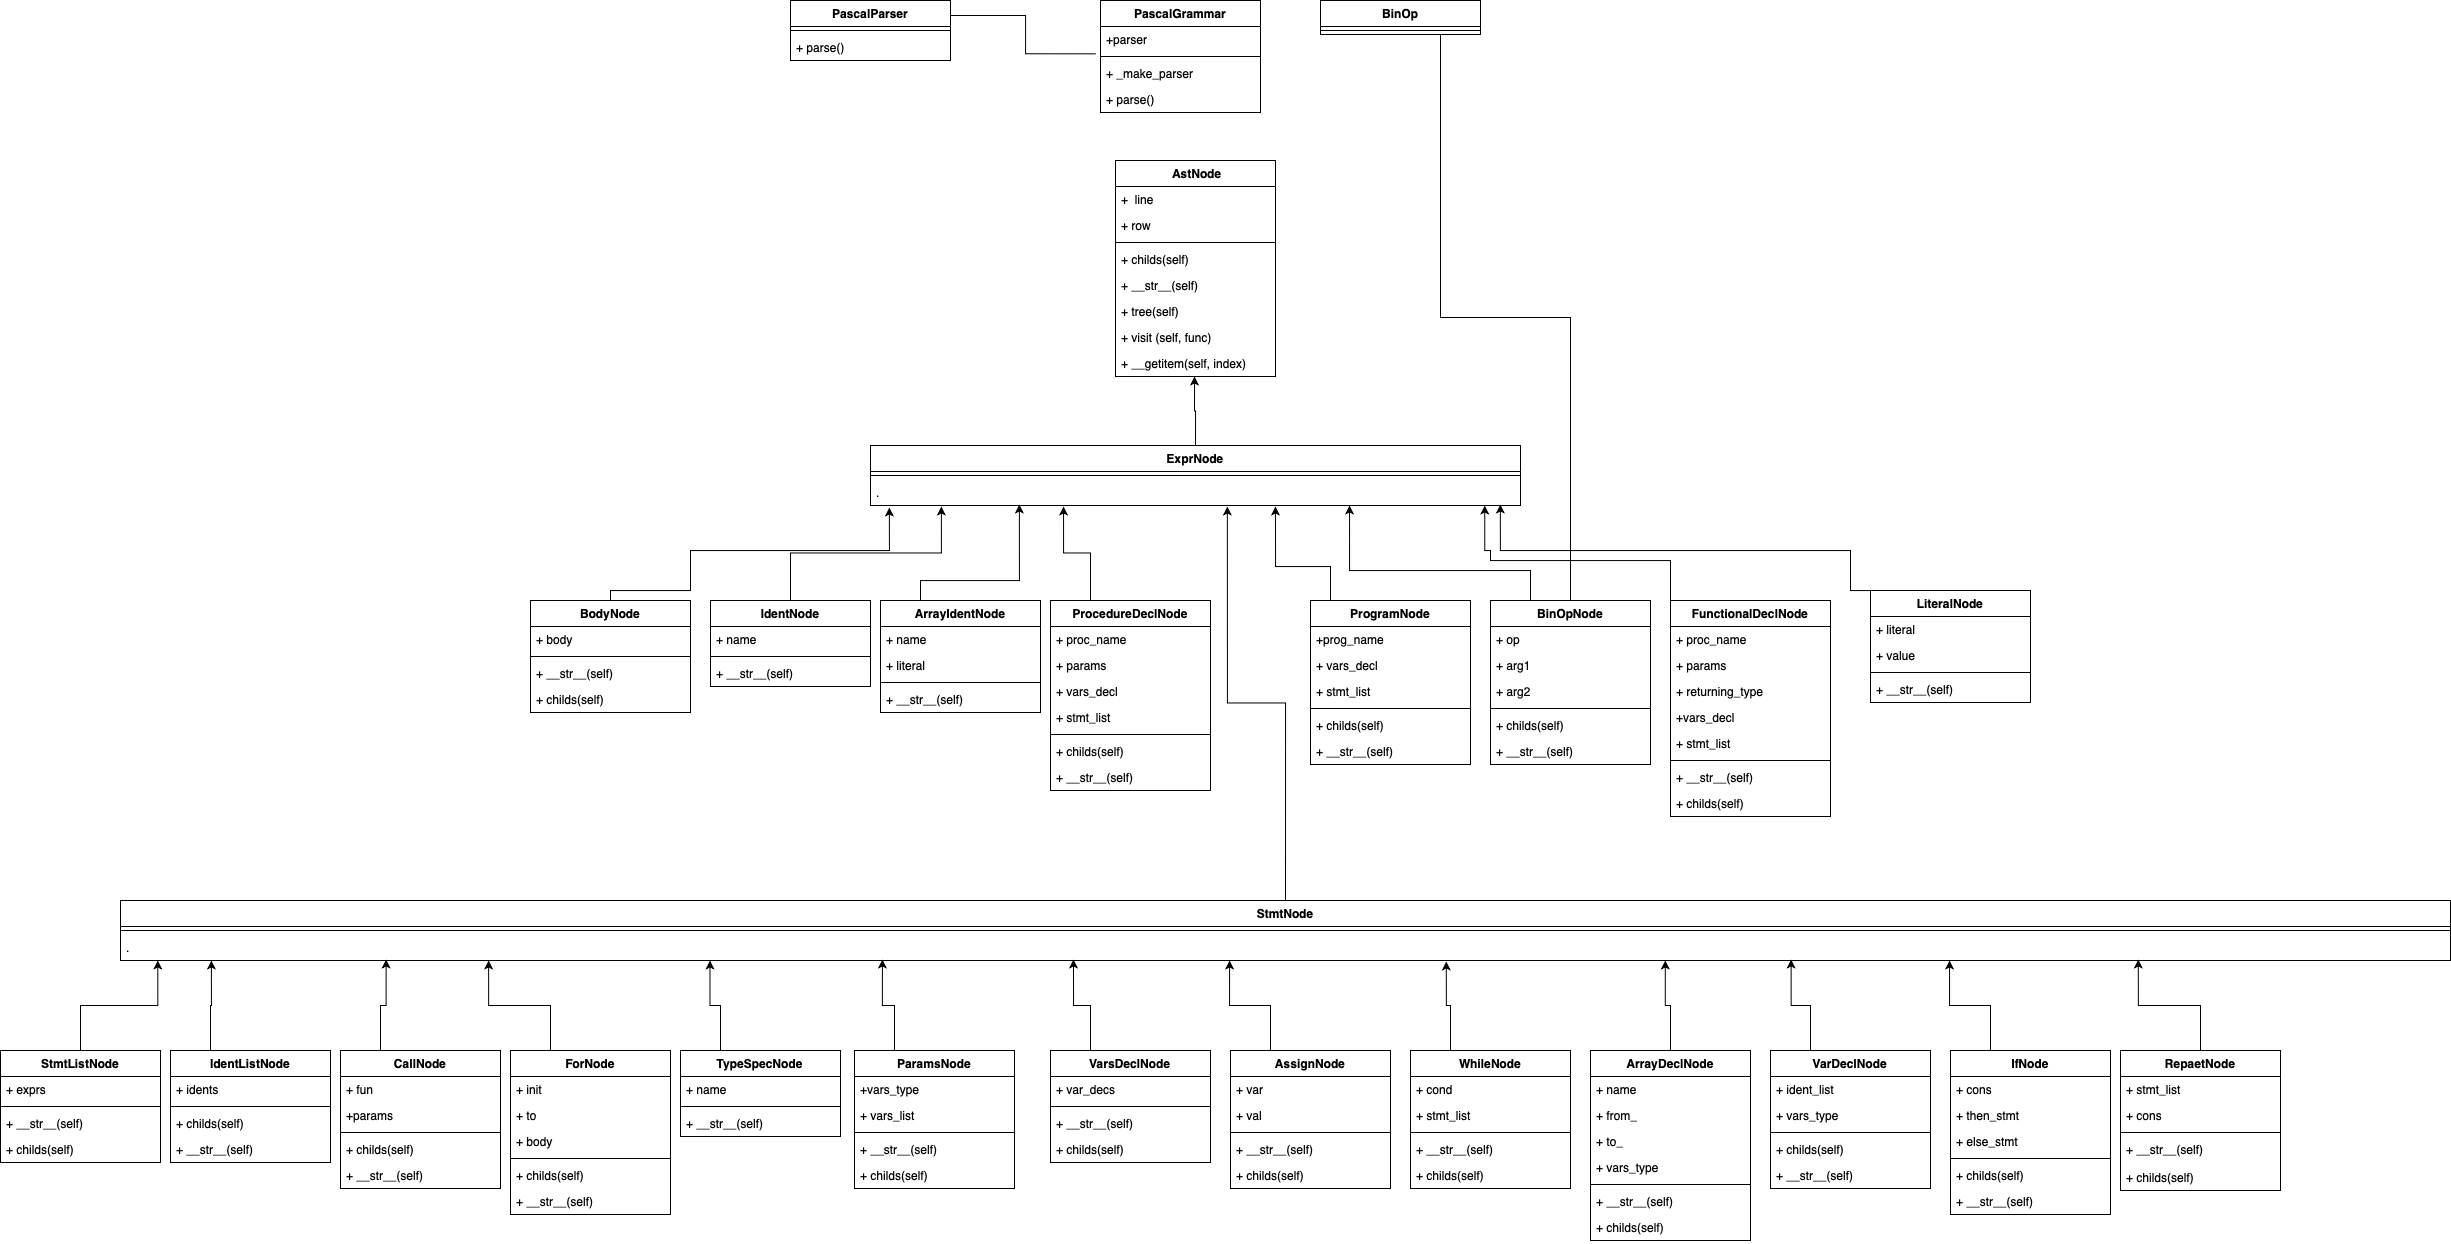 PascalParser
+ parse()
PascalGrammar
+parser
+ _make_parser
+ parse()
BinOp
AstNode
+  line
+ row
+ childs(self)
+ __str__(self)
+ tree(self)
+ visit (self, func)
+ __getitem(self, index)
ExprNode
.
BodyNode
+ body
+ __str__(self)
+ childs(self)
IdentNode
+ name
+ __str__(self)
ArrayIdentNode
+ name
+ literal
+ __str__(self)
ProcedureDeclNode
+ proc_name
+ params
+ vars_decl
+ stmt_list
+ childs(self)
+ __str__(self)
ProgramNode
+prog_name
+ vars_decl
+ stmt_list
+ childs(self)
+ __str__(self)
BinOpNode
+ op
+ arg1
+ arg2
+ childs(self)
+ __str__(self)
FunctionalDeclNode
+ proc_name
+ params
+ returning_type
+vars_decl
+ stmt_list
+ __str__(self)
+ childs(self)
LiteralNode
+ literal
+ value
+ __str__(self)
StmtNode
.
StmtListNode
+ exprs
+ __str__(self)
+ childs(self)
IdentListNode
+ idents
+ childs(self)
+ __str__(self)
CallNode
+ fun
+params
+ childs(self)
+ __str__(self)
ForNode
+ init
+ to
+ body
+ childs(self)
+ __str__(self)
TypeSpecNode
+ name
+ __str__(self)
ParamsNode
+vars_type
+ vars_list
+ __str__(self)
+ childs(self)
VarsDeclNode
+ var_decs
+ __str__(self)
+ childs(self)
AssignNode
+ var
+ val
+ __str__(self)
+ childs(self)
WhileNode
+ cond
+ stmt_list
+ __str__(self)
+ childs(self)
ArrayDeclNode
+ name
+ from_
+ to_
+ vars_type
+ __str__(self)
+ childs(self)
VarDeclNode
+ ident_list
+ vars_type
+ childs(self)
+ __str__(self)
IfNode
+ cons
+ then_stmt
+ else_stmt
+ childs(self)
+ __str__(self)
RepaetNode
+ stmt_list
+ cons
+ __str__(self)
+ childs(self)